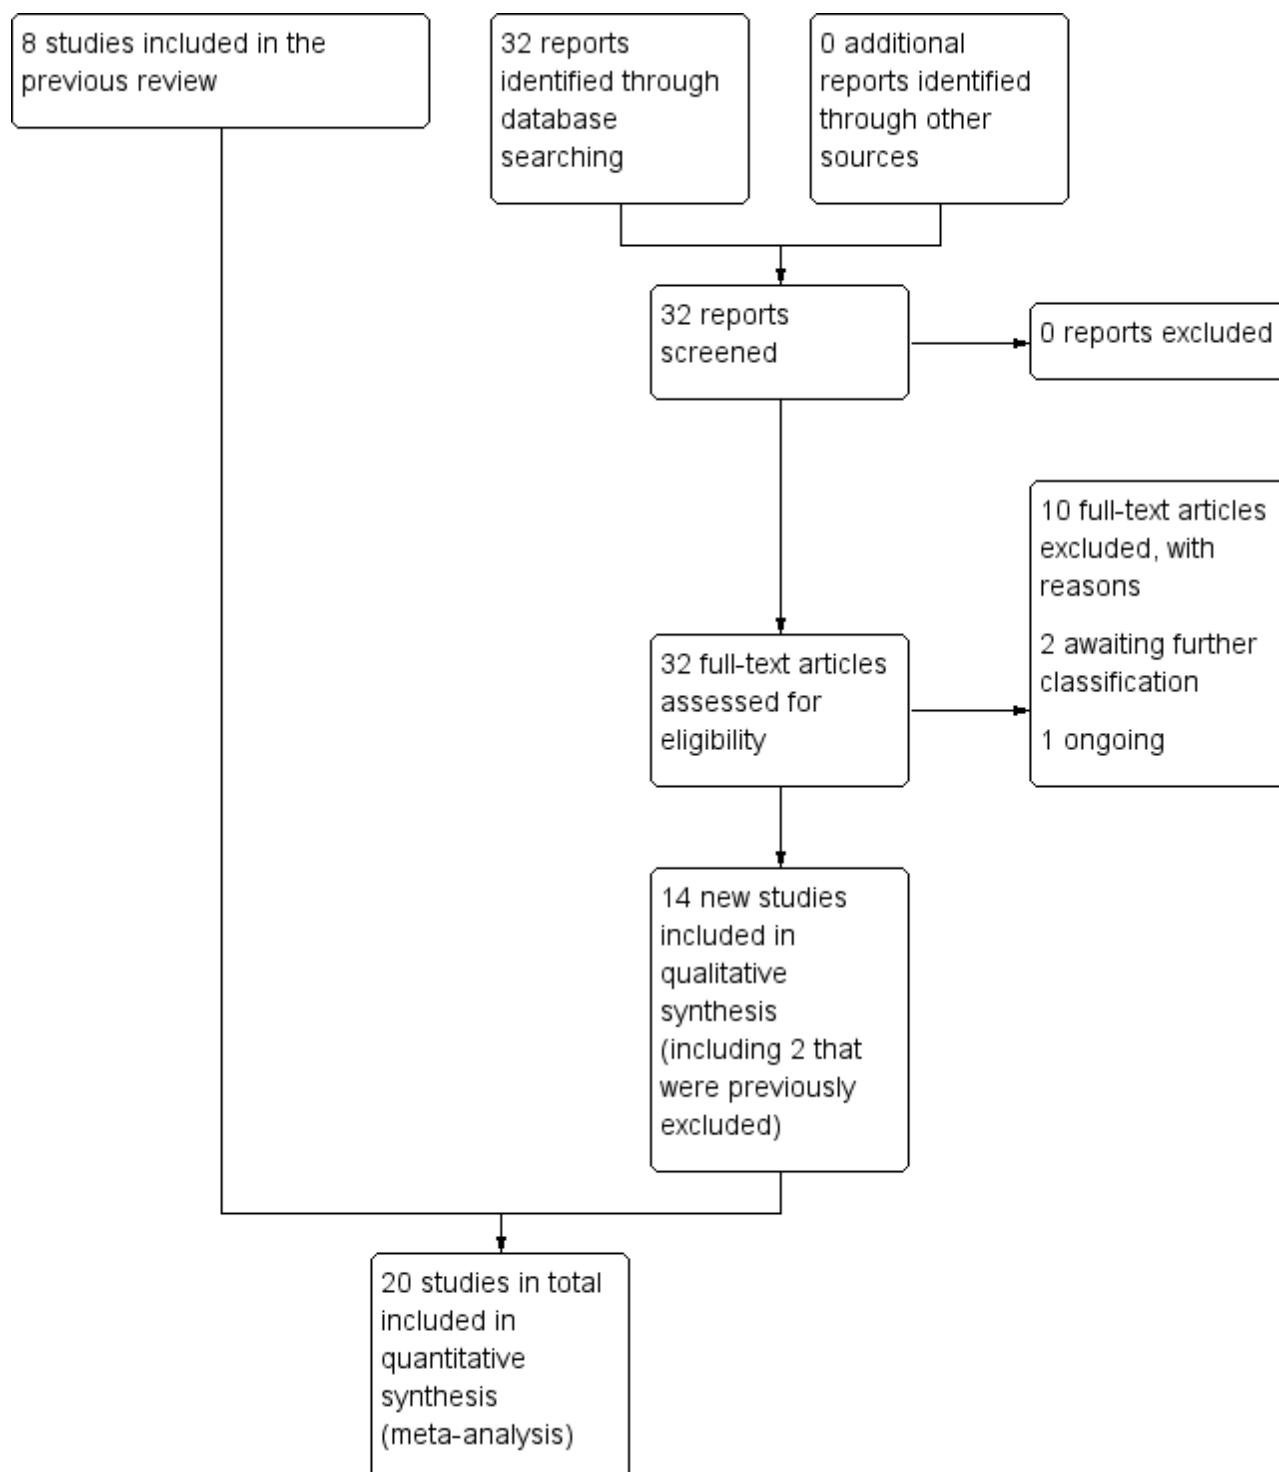 8 studies included in the
previous review
32 reports
identified through
database
searching
0 additional
reports identified
through other
sources
32 reports
screened
0 reports excluded
10 full-text articles
excluded, with
reasons
2 awaiting further
classification
1 ongoing
32 full-text articles
assessed for
eligibility
14 new studies
included in
qualitative
synthesis
(including 2 that
were previously
excluded)
20 studies in total
included in
quantitative
synthesis
(meta-analysis)